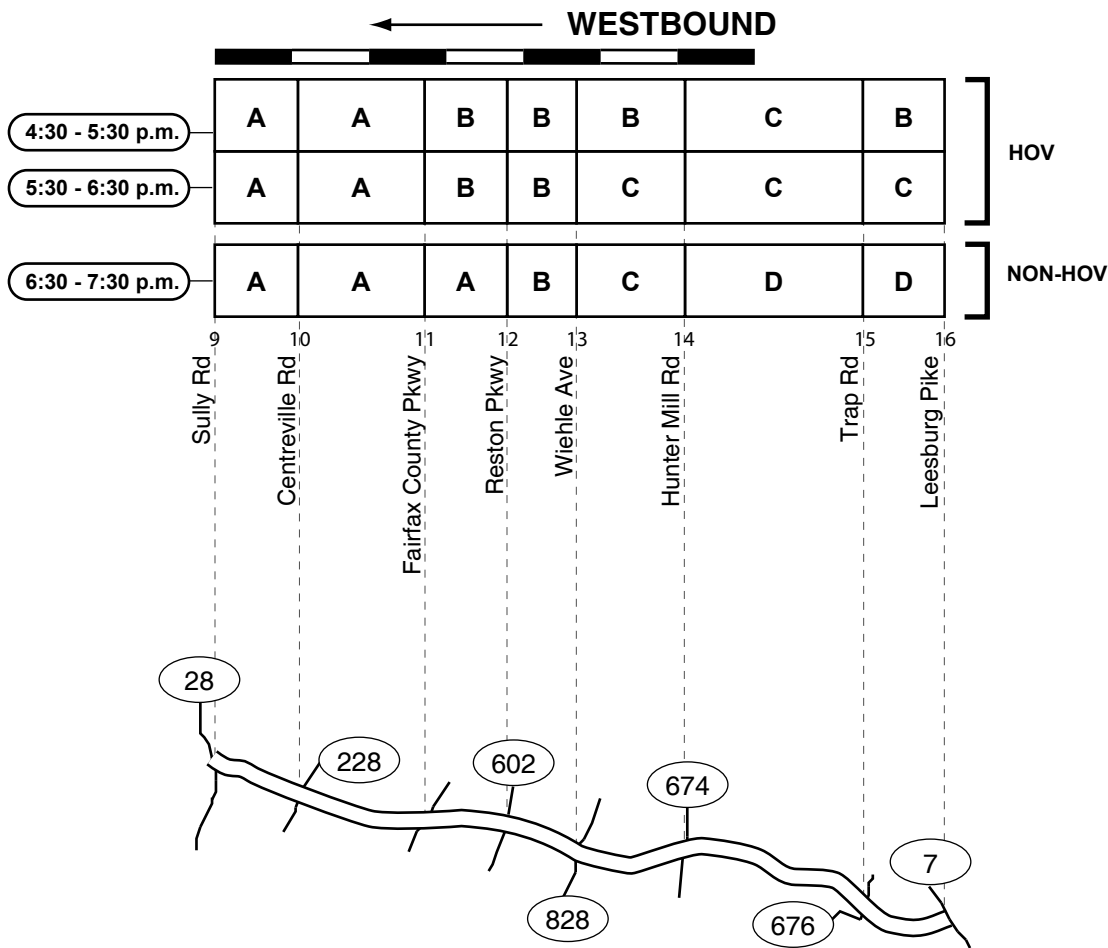 WESTBOUND
4:30 - 5:30 p.m. A A B B B C B
HOV
5:30 - 6:30 p.m. A A B B C C C
6:30 - 7:30 p.m. A A A B C D D
NON-HOV
9 10 11 12 13 14 15 16
Sully Rd
Centreville Rd
Fairfax County Pkwy
Reston Pkwy
Wiehle Ave
Hunter Mill Rd
Trap Rd
Leesburg Pike
28
228
602
674
7
828
676